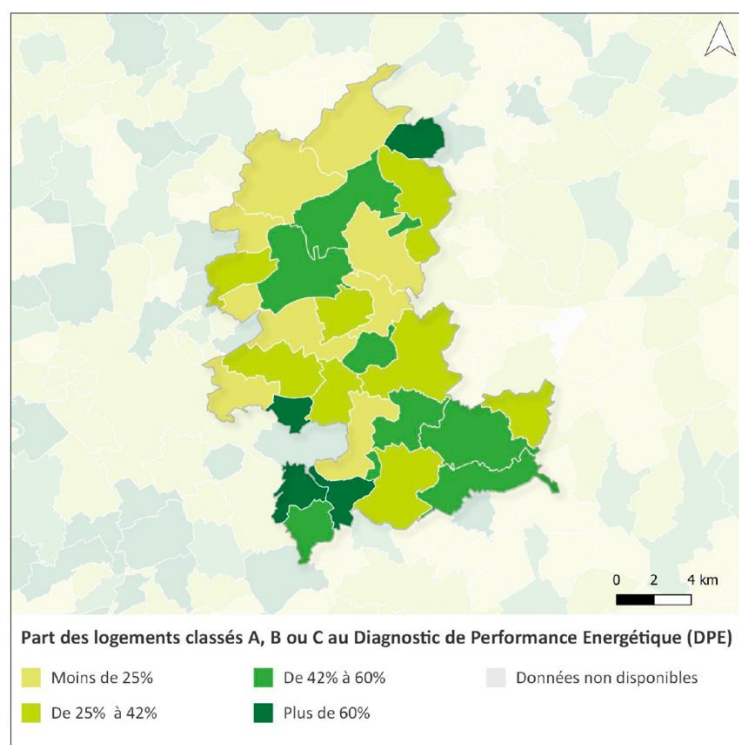 0 2 4 km
Part des logements classés A, B ou C au Diagnostic de Performance Energétique (DPE)
Moins de 25%
De 42% à 60%
Données non disponibles
De 25% à 42%
Plus de 60%